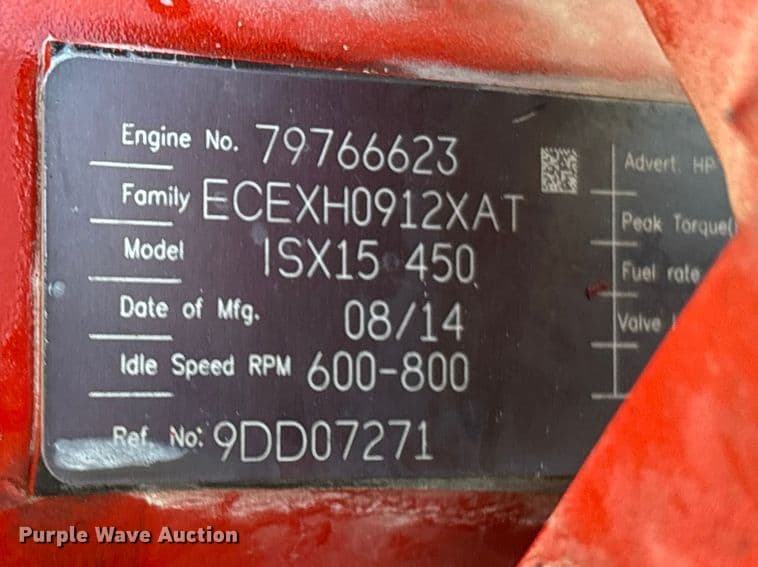 Engine No. 79766623
Family ECEXH0912XAT
Model ISX15 450
Date of Mfg. 08/14
Idle Speed RPM 600-800
Ref. No: 9DD07271
Advert. HP
Peak Torque(
Fuel rate
Valve
Purple Wave Auction